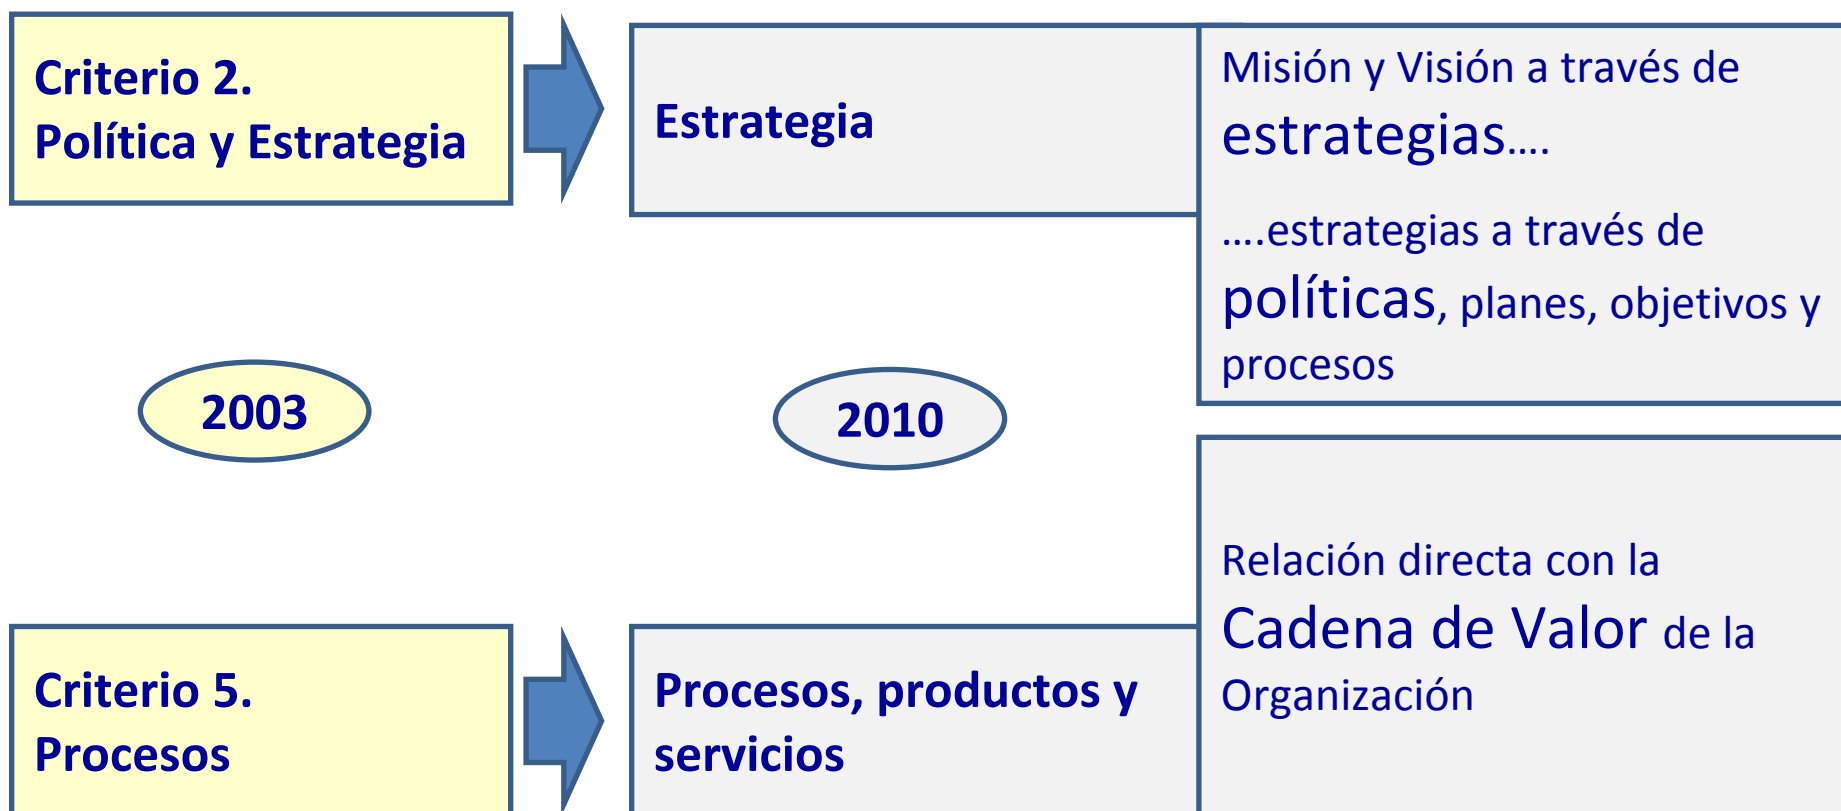 Criterio 2.
Política y Estrategia
Estrategia
Misión y Visión a través de
estrategias....
....estrategias a través de
políticas, planes, objetivos y
procesos
2003
2010
Criterio 5.
Procesos
Procesos, productos y
servicios
Relación directa con la
Cadena de Valor de la
Organización